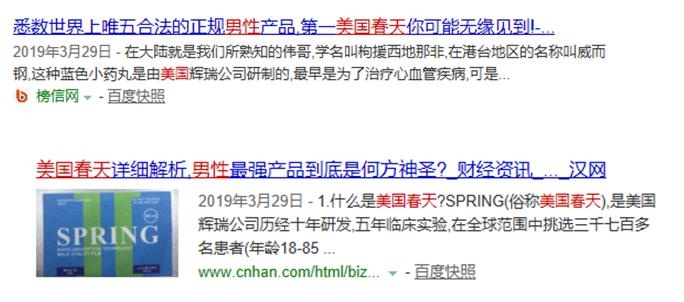 悉数世界上唯五合法的正规男性产品,第一美国春天你可能无缘见到!-...
2019年3月29日 - 在大陆就是我们所熟知的伟哥,学名叫枸援西地那非,在港台地区的名称叫威而
钢,这种蓝色小药丸是由美国辉瑞公司研制的,最早是为了治疗心血管疾病,可是...
榜信网 - 百度快照
美国春天详细解析,男性最强产品到底是何方神圣?_财经资讯_..._汉网
2019年3月29日 - 1.什么是美国春天?SPRING(俗称美国春天),是美国
辉瑞公司历经十年研发,五年临床实验,在全球范围中挑选三千七百多
名患者(年龄18-85 ...
SPRING
www.cnhan.com/html/biz... - 百度快照